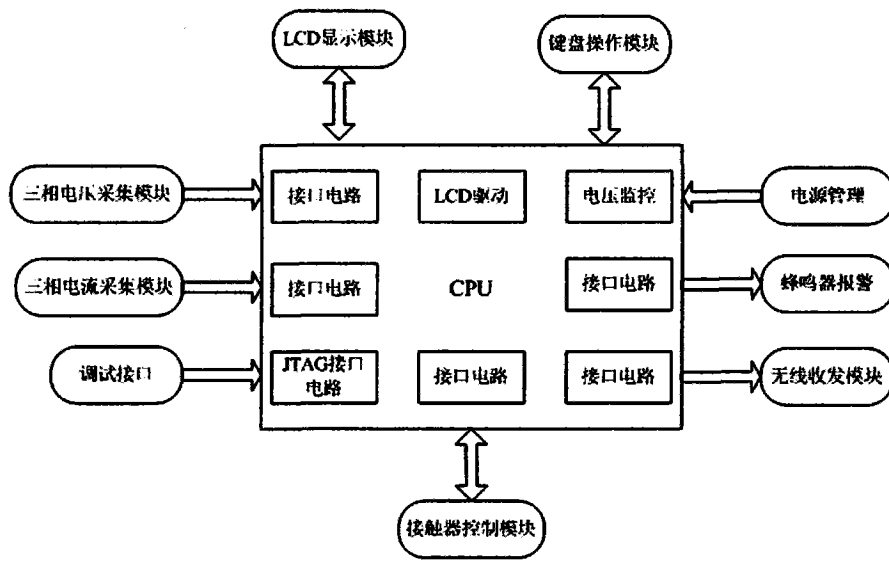 LCD显示模块
键盘操作模块
三相电压采集模块
接口电路
LCD驱动
电压监控
电源管理
三相电流采集模块
接口电路
CPU
接口电路
蜂鸣器报警
调试接口
JTAG接口
电路
接口电路
接口电路
无线收发模块
接触器控制模块